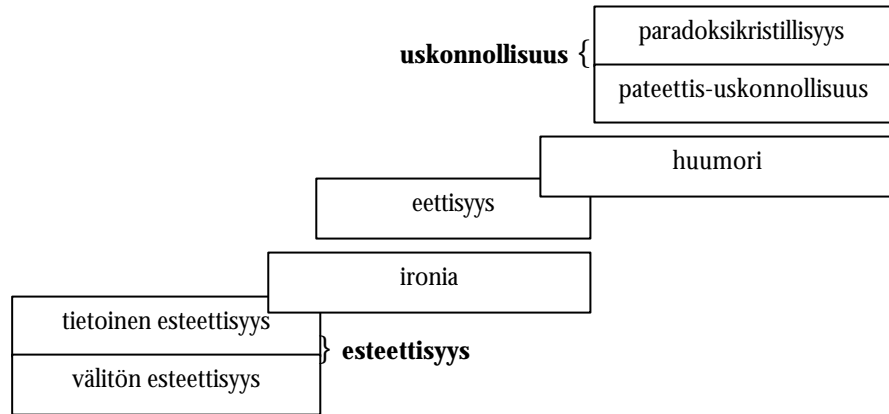 paradoksikristillisyys
uskonnollisuus {
pateettis-uskonnollisuus
huumori
eettisyys
ironia
tietoinen esteettisyys
} esteettisyys
välitön esteettisyys